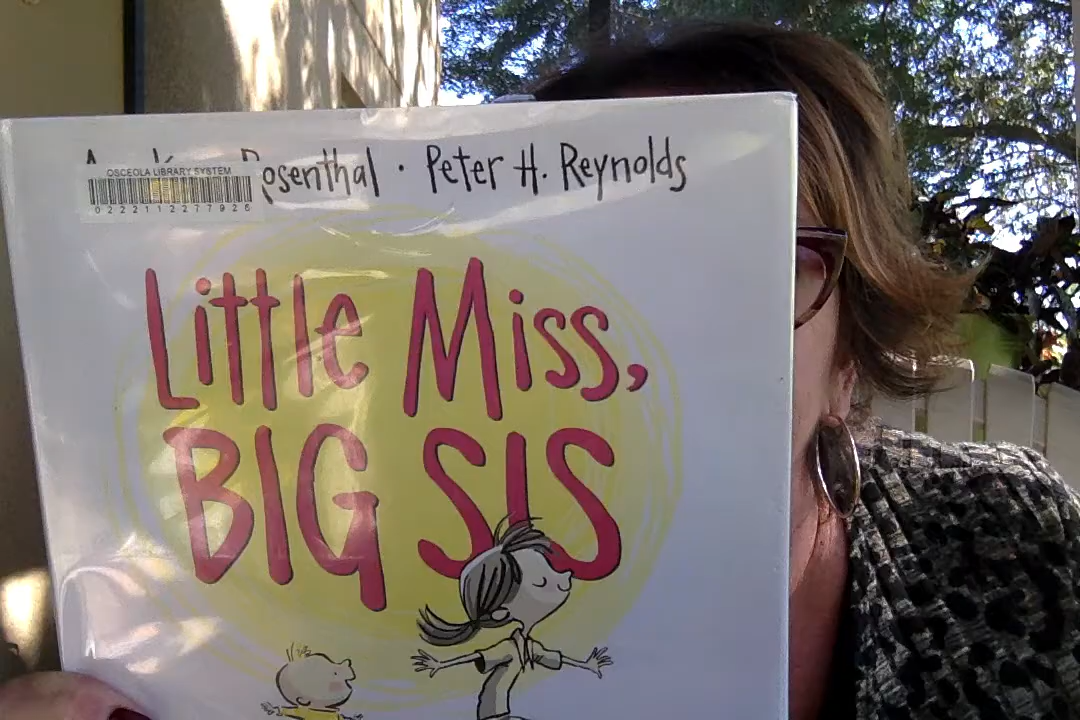 Rosenthal · Peter H. Reynolds
OSCEOLA LIBRARY SYSTEM
Little Miss,
BIG SIS